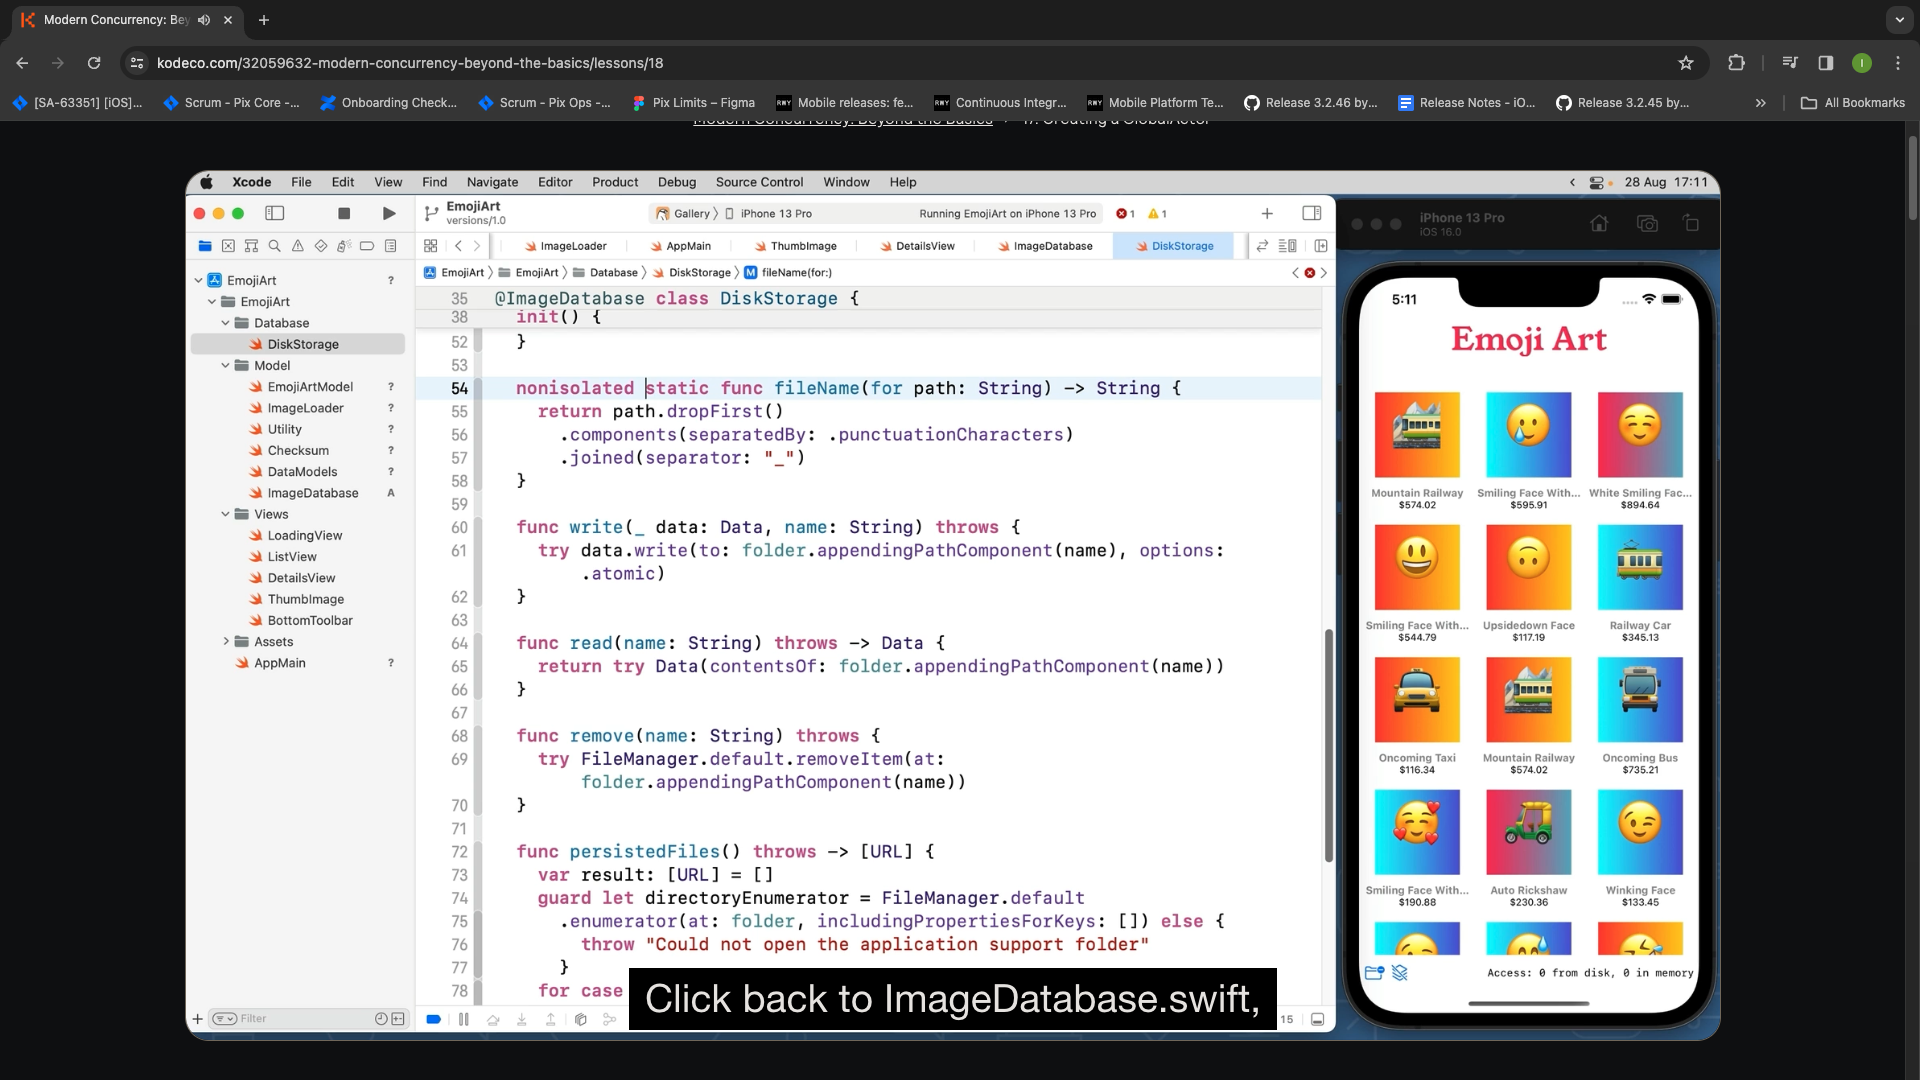 Modern Concurrency: Bey
kodeco.com/32059632-modern-concurrency-beyond-the-basics/lessons/18
I
[SA-63351] [iOS]...
Scrum - Pix Core -...
Onboarding Check...
Scrum - Pix Ops -...
Pix Limits – Figma
RWY Mobile releases: fe...
RWY Continuous Integr...
RWY Mobile Platform Te...
Release 3.2.46 by...
Release Notes - iO...
Release 3.2.45 by...
All Bookmarks
Modern Concurrency: Beyond the Basics
17. Creating a GlobalActor
Xcode File Edit View Find Navigate Editor Product Debug Source Control Window Help
28 Aug 17:11
EmojiArt
versions/1.0
Gallery iPhone 13 Pro
Running EmojiArt on iPhone 13 Pro
1 1
iPhone 13 Pro
iOS 16.0
ImageLoader
AppMain
ThumbImage
DetailsView
ImageDatabase
DiskStorage
EmojiArt EmojiArt Database DiskStorage M fileName(for:)
EmojiArt ?
EmojiArt
Database
DiskStorage
Model
EmojiArtModel ?
ImageLoader ?
Utility ?
Checksum ?
DataModels ?
ImageDatabase A
Views
LoadingView
ListView
DetailsView
ThumbImage
BottomToolbar
Assets
AppMain ?
Filter
35 @ImageDatabase class DiskStorage {
38 init() {
52 }
53
54 nonisolated static func fileName(for path: String) -> String {
55 return path.dropFirst()
56 .components(separatedBy: .punctuationCharacters)
57 .joined(separator: "_")
58 }
59
60 func write(_ data: Data, name: String) throws {
61 try data.write(to: folder.appendingPathComponent(name), options:
.atomic)
62 }
63
64 func read(name: String) throws -> Data {
65 return try Data(contentsOf: folder.appendingPathComponent(name))
66 }
67
68 func remove(name: String) throws {
69 try FileManager.default.removeItem(at:
folder.appendingPathComponent(name))
70 }
71
72 func persistedFiles() throws -> [URL] {
73 var result: [URL] = []
74 guard let directoryEnumerator = FileManager.default
75 .enumerator(at: folder, includingPropertiesForKeys: []) else {
76 throw "Could not open the application support folder"
77 }
78 for case
Click back to ImageDatabase.swift,
15
5:11
Emoji Art
Mountain Railway
$574.02
Smiling Face With...
$595.91
White Smiling Fac...
$894.64
Smiling Face With...
$544.79
Upsidedown Face
$117.19
Railway Car
$345.13
Oncoming Taxi
$116.34
Mountain Railway
$574.02
Oncoming Bus
$735.21
Smiling Face With...
$190.88
Auto Rickshaw
$230.36
Winking Face
$133.45
Access: 0 from disk, 0 in memory